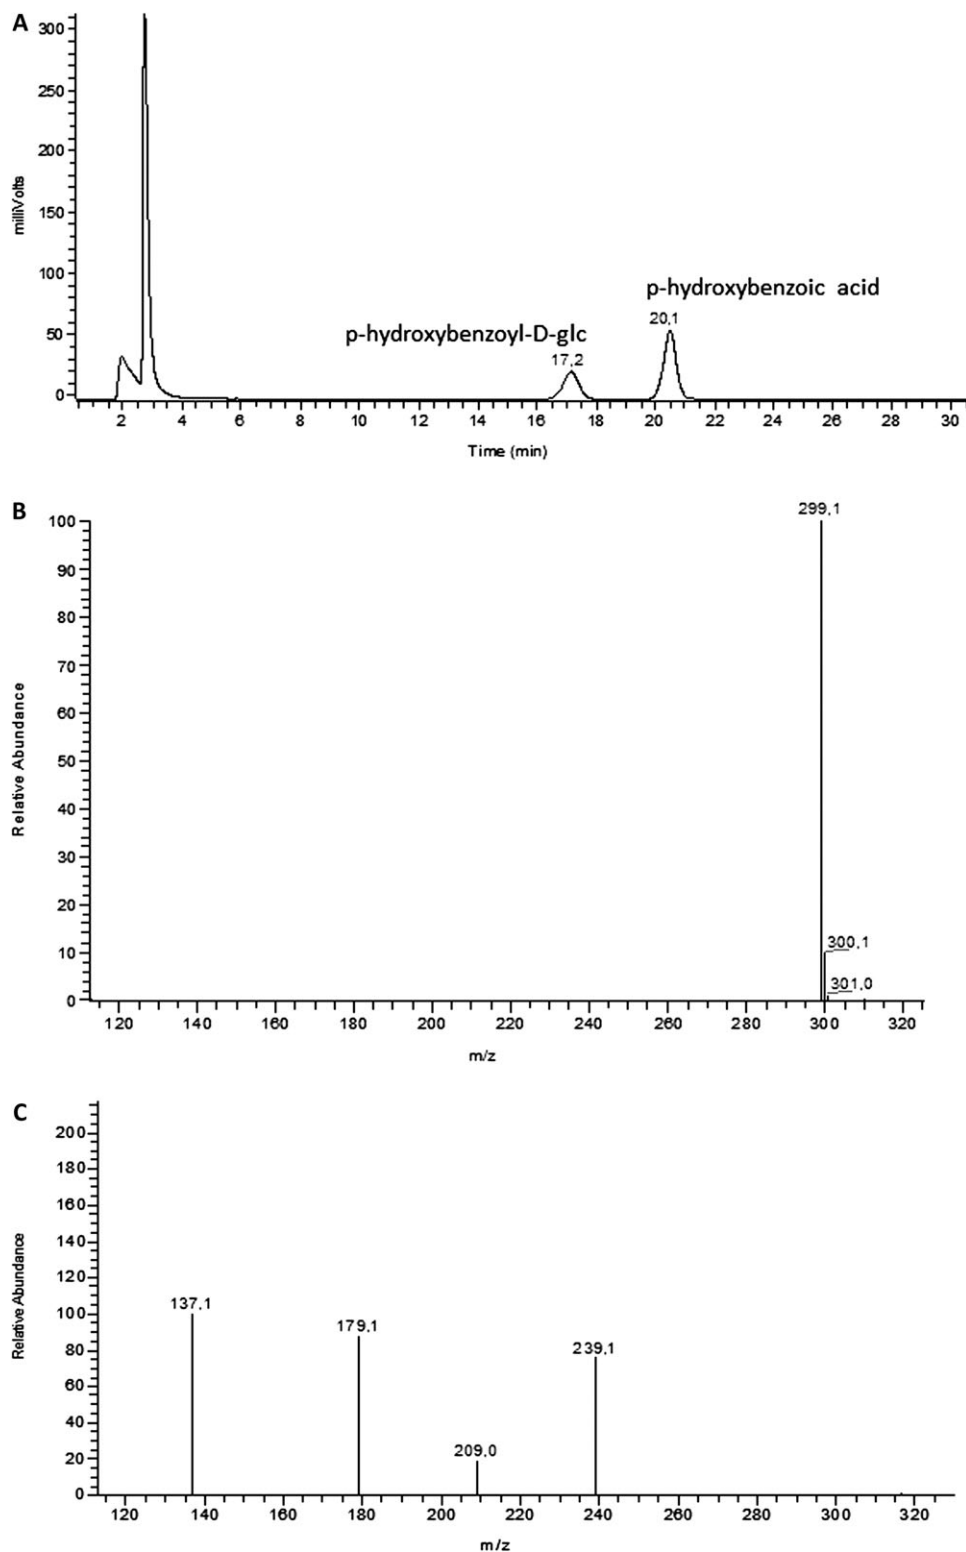 A
300
250
200
150
100
50
0
milliVolts
p-hydroxybenzoic acid
20,1
p-hydroxybenzoyl-D-glc
17,2
2 4 6 8 10 12 14 16 18 20 22 24 26 28 30
Time (min)
B
299,1
100
90
80
70
60
50
40
30
20
10
0
Relative Abundance
300,1
301,0
120 140 160 180 200 220 240 260 280 300 320
m/z
C
200
180
160
140
120
100
80
60
40
20
0
Relative Abundance
137,1
179,1
239,1
209,0
120 140 160 180 200 220 240 260 280 300 320
m/z